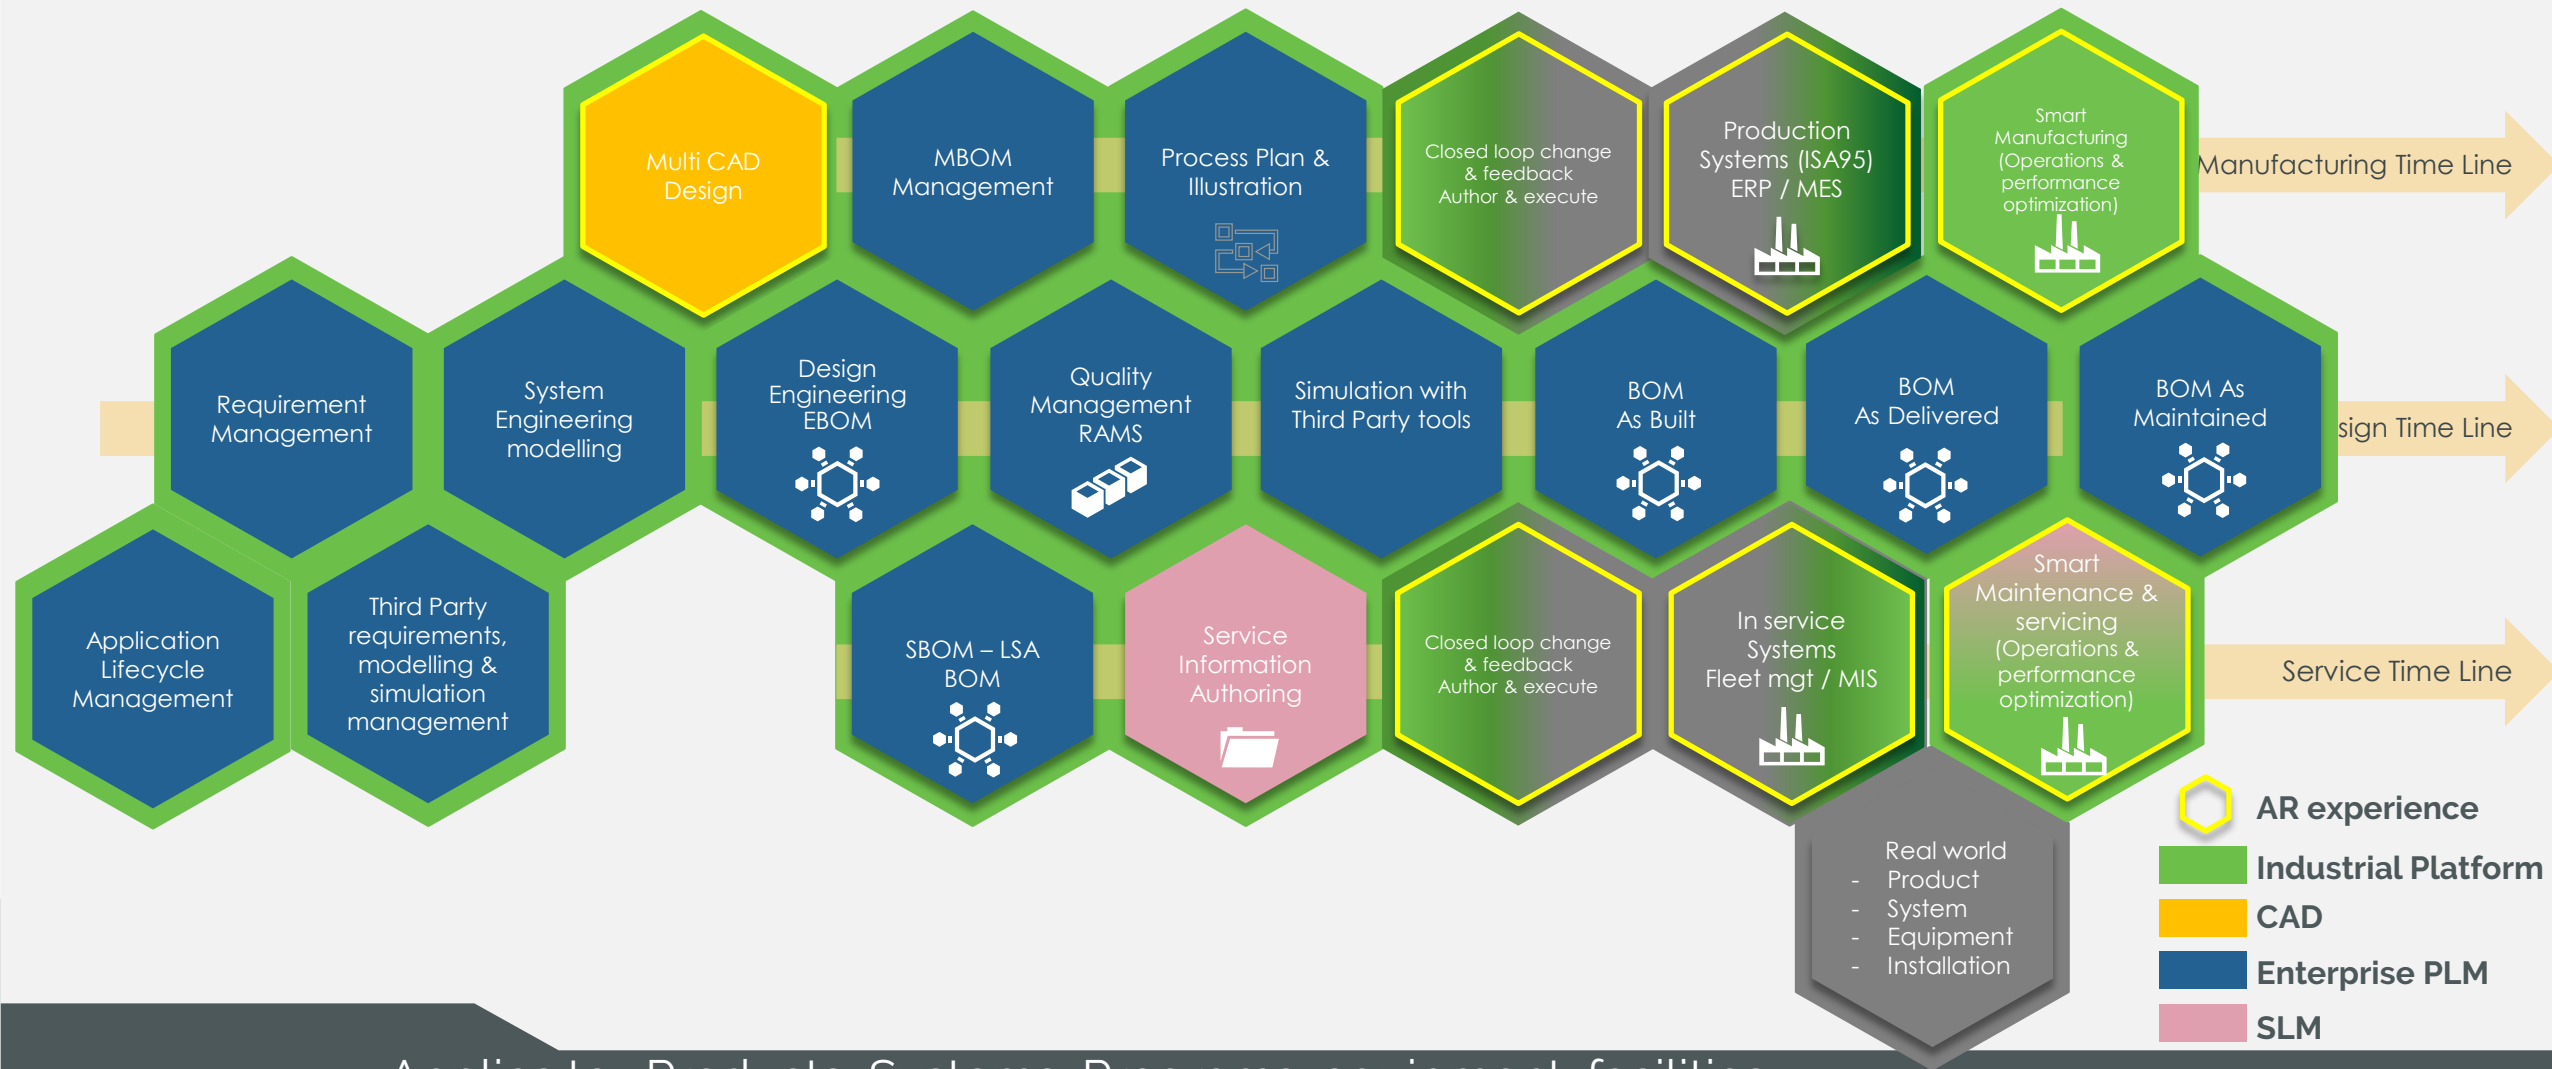 Multi CAD
Design
MBOM
Management
Process Plan &
Illustration
Closed loop change
& feedback
Author & execute
Production
Systems (ISA95)
ERP / MES
Smart
Manufacturing
(Operations &
performance
optimization)
Manufacturing Time Line
Requirement
Management
System
Engineering
modelling
Design
Engineering
EBOM
Quality
Management
RAMS
Simulation with
Third Party tools
BOM
As Built
BOM
As Delivered
BOM As
Maintained
sign Time Line
Application
Lifecycle
Management
Third Party
requirements,
modelling &
simulation
management
SBOM – LSA
BOM
Service
Information
Authoring
Closed loop change
& feedback
Author & execute
In service
Systems
Fleet mgt / MIS
Smart
Maintenance &
servicing
(Operations &
performance
optimization)
Service Time Line
Real world
- Product
- System
- Equipment
- Installation
AR experience
Industrial Platform
CAD
Enterprise PLM
SLM